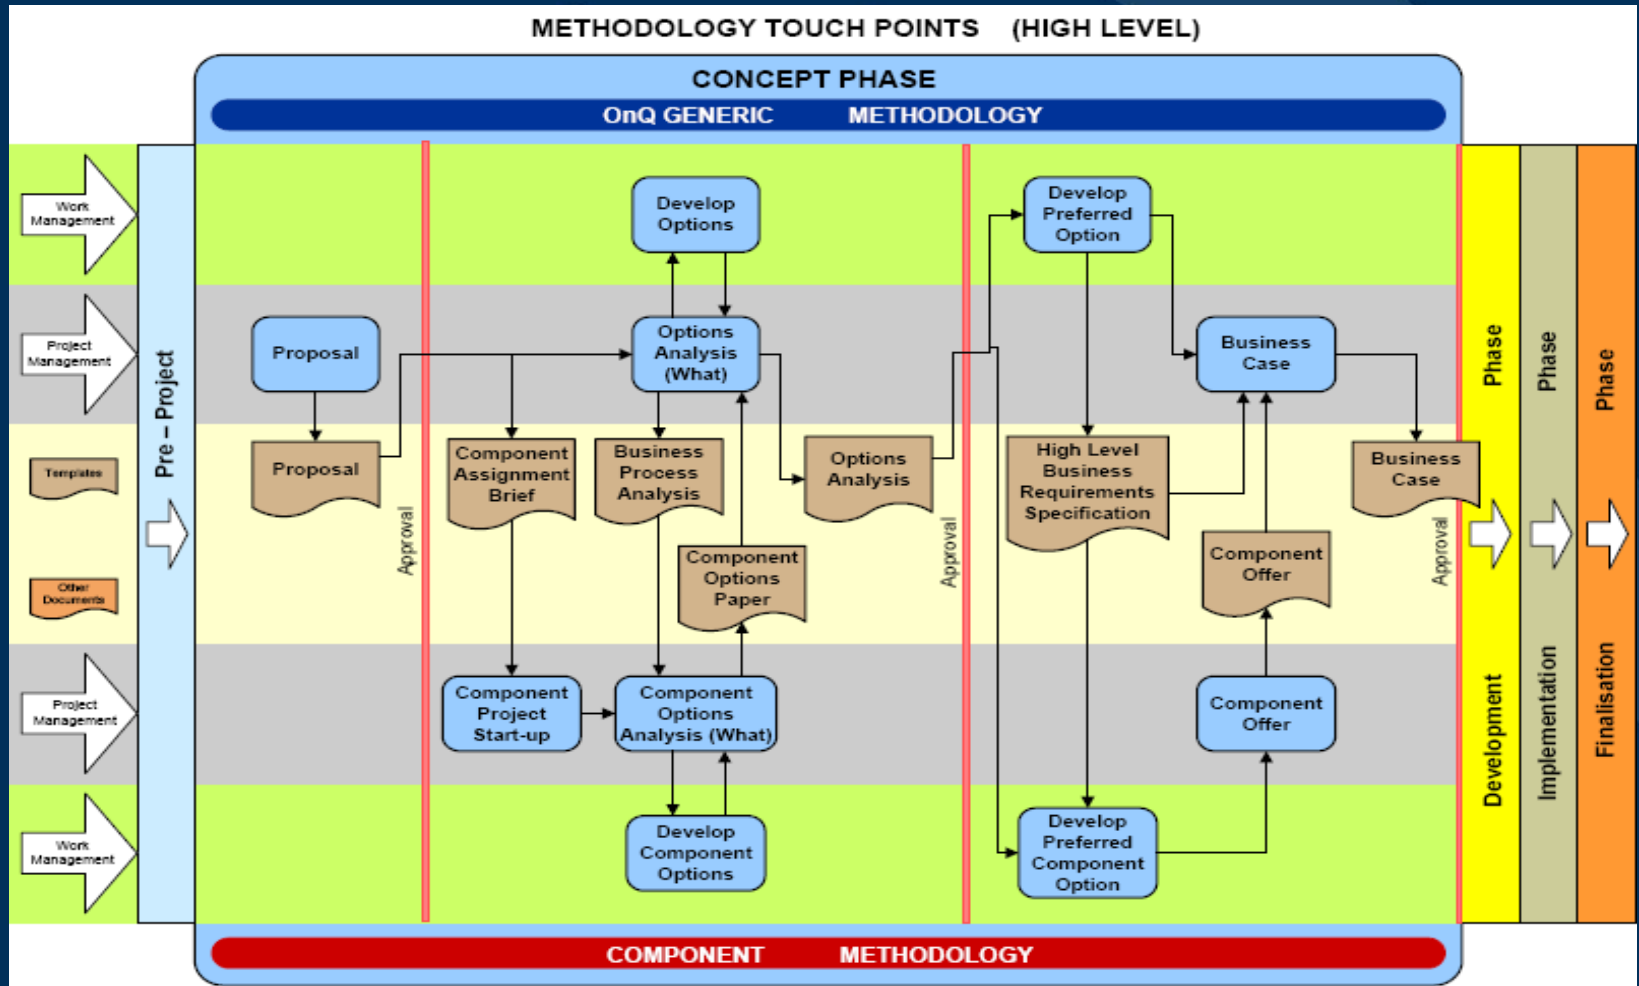 METHODOLOGY TOUCH POINTS (HIGH LEVEL)
CONCEPT PHASE
OnQ GENERIC METHODOLOGY
Work
Management
Project
Management
Templates
Other
Documents
Project
Management
Work
Management
Pre – Project
Proposal
Proposal
Approval
Develop
Options
Options
Analysis
(What)
Component
Assignment
Brief
Business
Process
Analysis
Options
Analysis
Component
Options
Paper
Component
Project
Start-up
Component
Options
Analysis (What)
Develop
Component
Options
Approval
Develop
Preferred
Option
Business
Case
High Level
Business
Requirements
Specification
Business
Case
Component
Offer
Component
Offer
Develop
Preferred
Component
Option
Approval
Development Phase
Implementation Phase
Finalisation Phase
COMPONENT METHODOLOGY